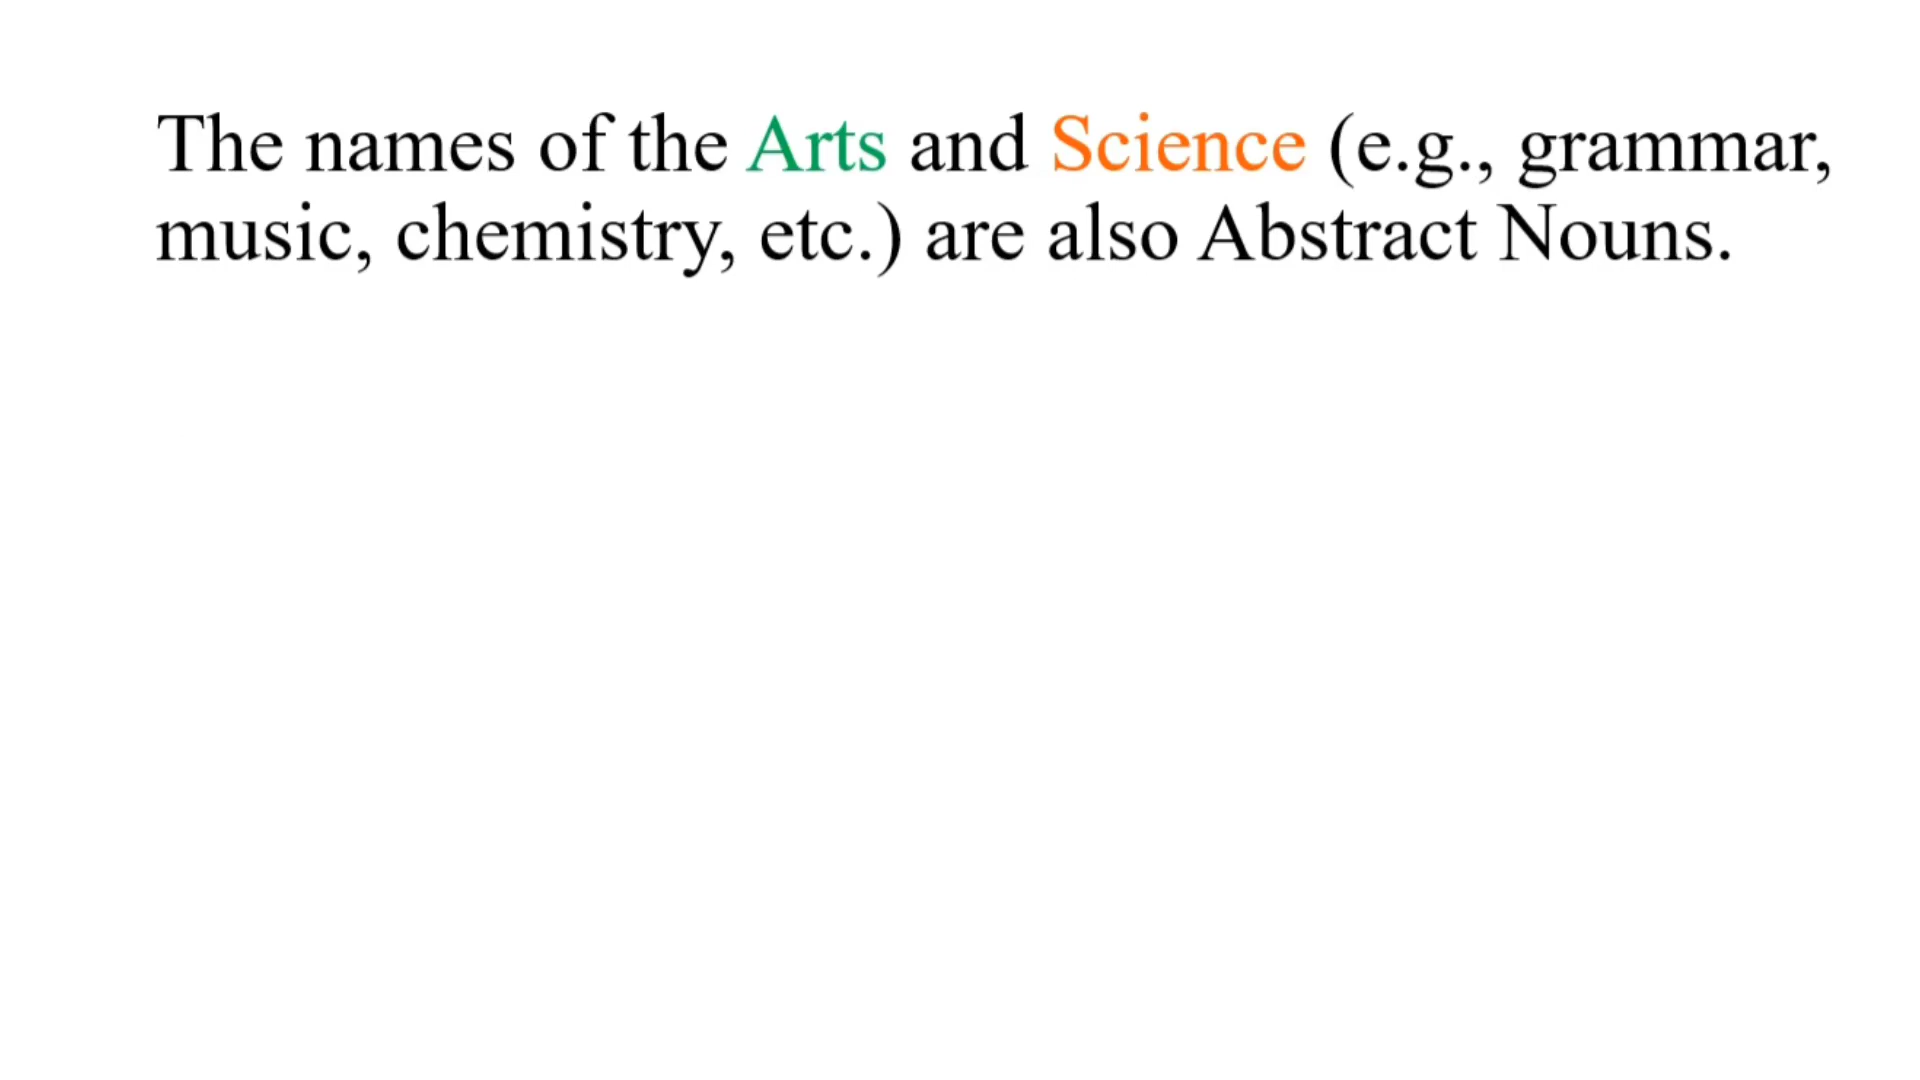 The names of the Arts and Science (e.g., grammar,
music, chemistry, etc.) are also Abstract Nouns.